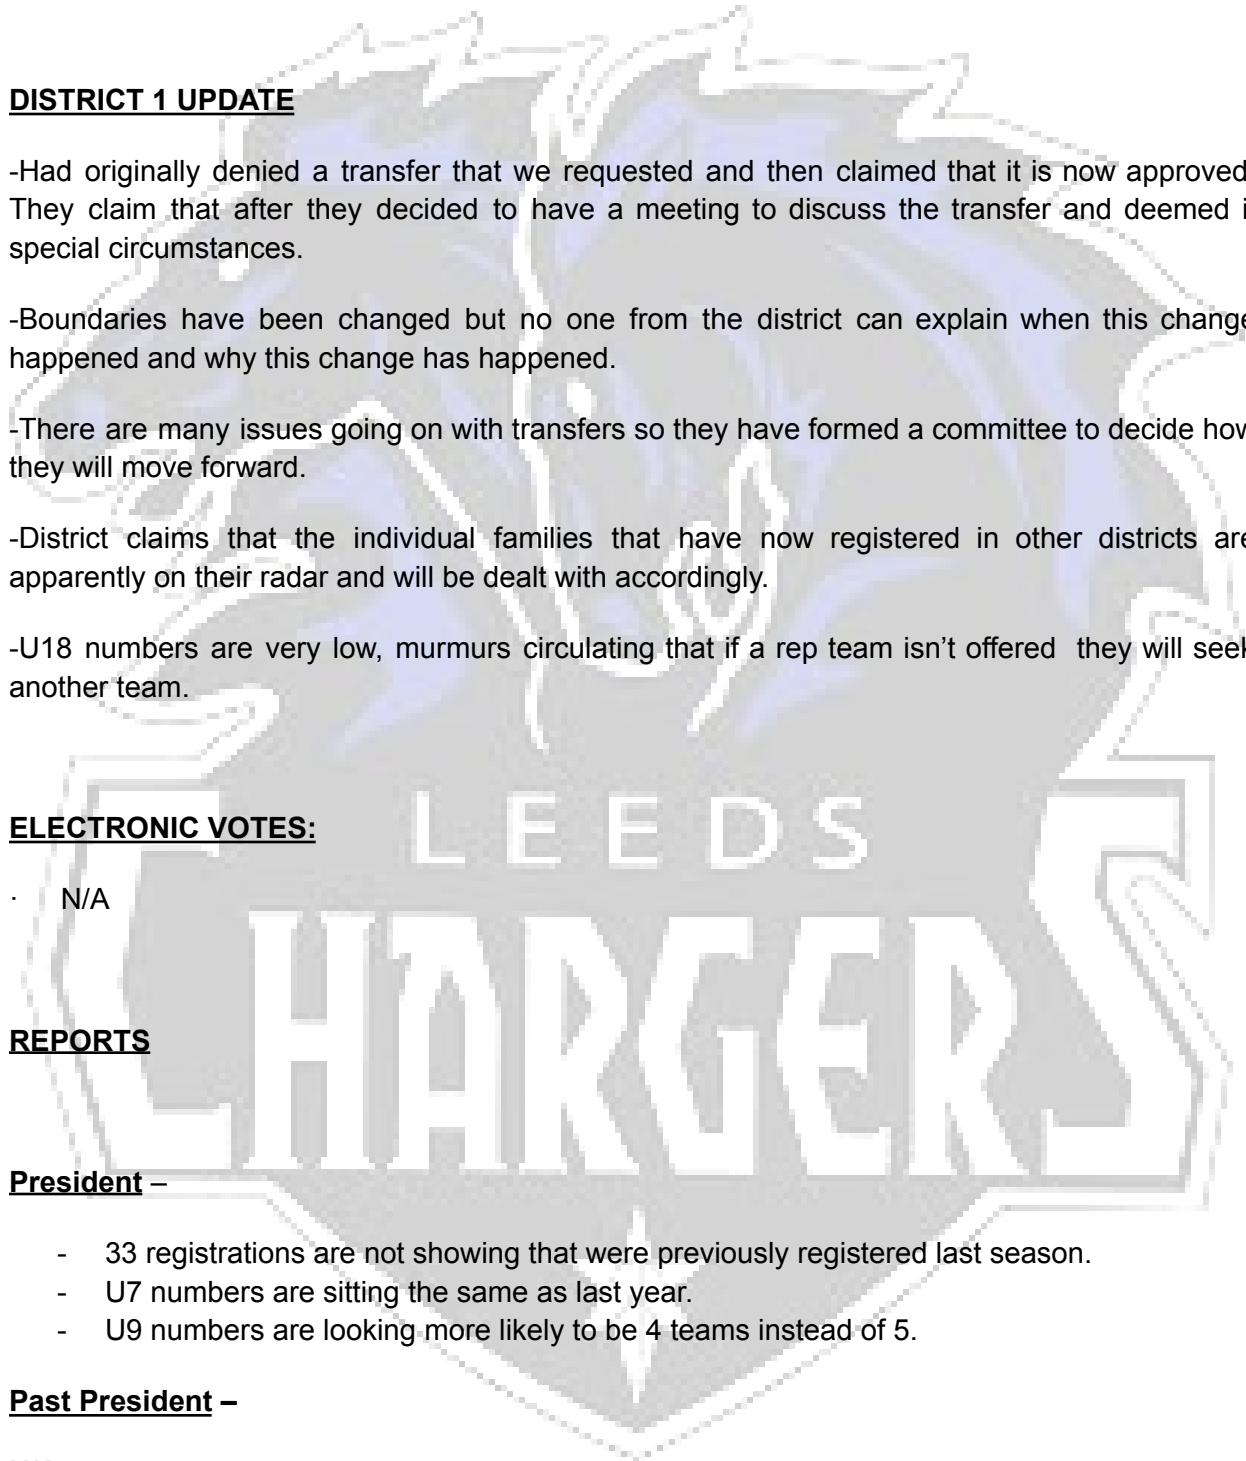 DISTRICT 1 UPDATE
-Had originally denied a transfer that we requested and then claimed that it is now approved
They claim that after they decided to have a meeting to discuss the transfer and deemed
special circumstances.
-Boundaries have been changed but no one from the district can explain when this change
happened and why this change has happened.
-There are many issues going on with transfers so they have formed a committee to decide how
they will move forward.
-District claims that the individual families that have now registered in other districts are
apparently on their radar and will be dealt with accordingly.
-U18 numbers are very low, murmurs circulating that if a rep team isn’t offered  they will seek
another team.
LEEDS
ELECTRONIC VOTES:
· N/A
CHARGERS
REPORTS
President –
- 33 registrations are not showing that were previously registered last season.
- U7 numbers are sitting the same as last year.
- U9 numbers are looking more likely to be 4 teams instead of 5.
Past President –